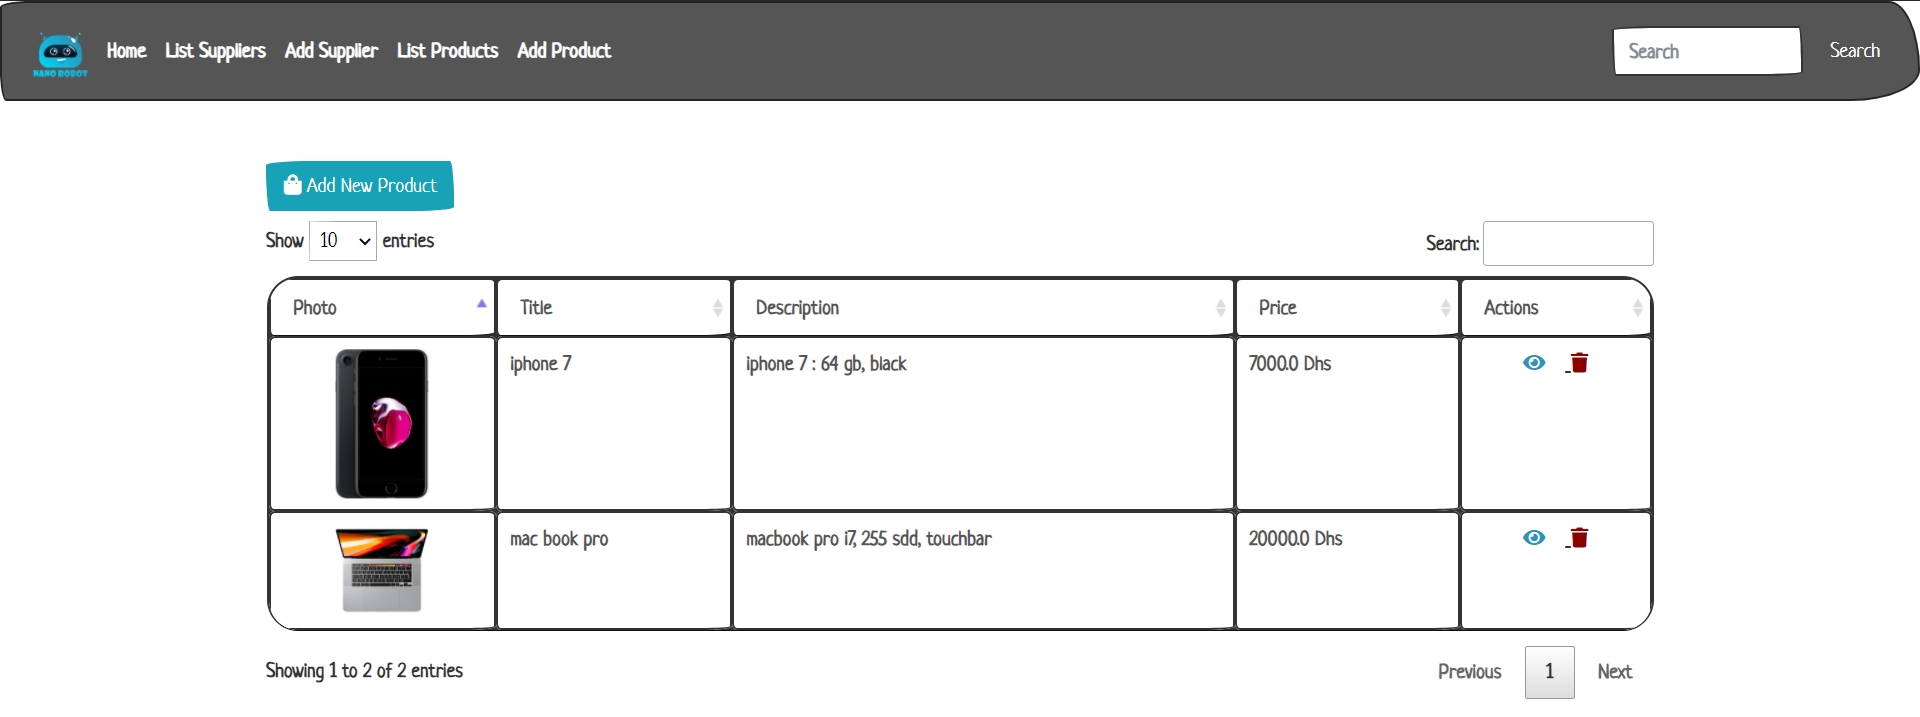 NANO ROBOT
Home List Suppliers Add Supplier List Products Add Product Search Search
Add New Product
Show 10 entries Search:
Photo Title Description Price Actions
iphone 7 iphone 7 : 64 gb, black 7000.0 Dhs
mac book pro macbook pro i7, 255 sdd, touchbar 20000.0 Dhs
Showing 1 to 2 of 2 entries Previous 1 Next